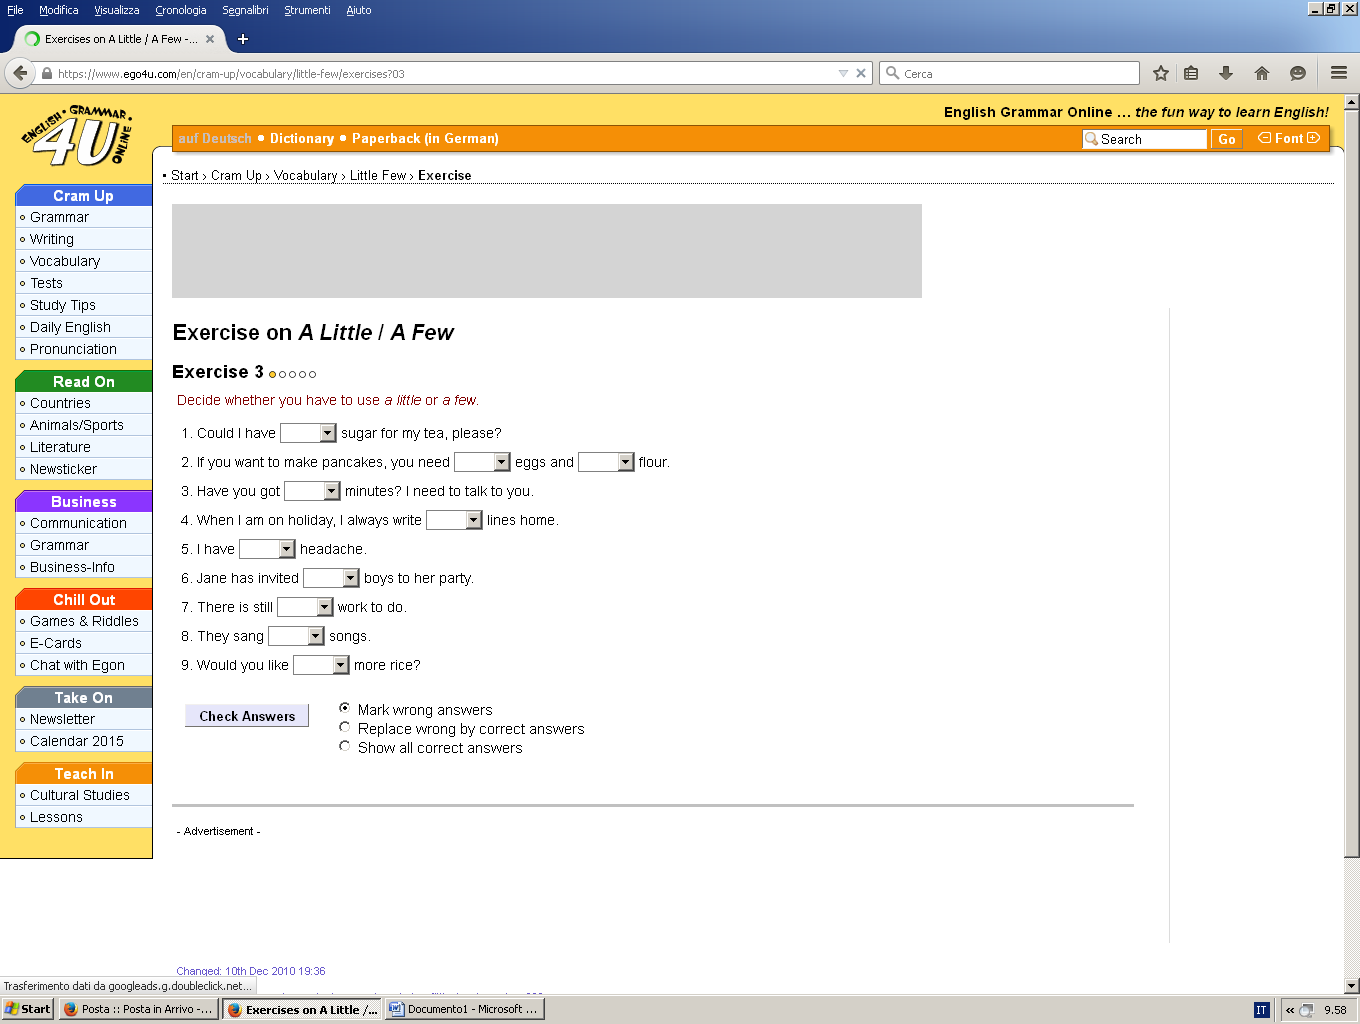 File Modifica Visualizza Cronologia Segnalibri Strumenti Aiuto
Exercises on A Little / A Few -...
https://www.ego4u.com/en/cram-up/vocabulary/little-few/exercises?03
Cerca
ENGLISH · GRAMMAR · ONLINE
4U
English Grammar Online ... the fun way to learn English!
auf Deutsch • Dictionary • Paperback (in German)
Search Go Font
Start › Cram Up › Vocabulary › Little Few › Exercise
Cram Up
Grammar
Writing
Vocabulary
Tests
Study Tips
Daily English
Pronunciation
Read On
Countries
Animals/Sports
Literature
Newsticker
Business
Communication
Grammar
Business-Info
Chill Out
Games & Riddles
E-Cards
Chat with Egon
Take On
Newsletter
Calendar 2015
Teach In
Cultural Studies
Lessons
Exercise on A Little / A Few
Exercise 3
Decide whether you have to use a little or a few.
1. Could I have sugar for my tea, please?
2. If you want to make pancakes, you need eggs and flour.
3. Have you got minutes? I need to talk to you.
4. When I am on holiday, I always write lines home.
5. I have headache.
6. Jane has invited boys to her party.
7. There is still work to do.
8. They sang songs.
9. Would you like more rice?
Check Answers
Mark wrong answers
Replace wrong by correct answers
Show all correct answers
- Advertisement -
Changed: 10th Dec 2010 19:36
Trasferimento dati da googleads.g.doubleclick.net...
Start
Posta :: Posta in Arrivo -...
Exercises on A Little /...
Documento1 - Microsoft ...
IT
«
9.58